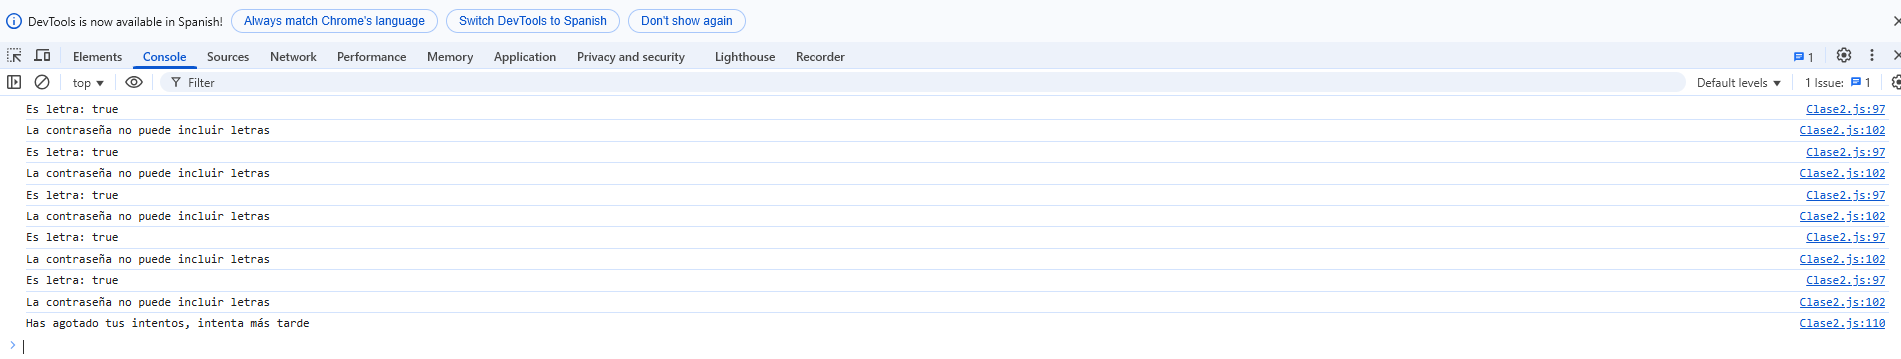 DevTools is now available in Spanish! Always match Chrome's language Switch DevTools to Spanish Don't show again
Elements Console Sources Network Performance Memory Application Privacy and security Lighthouse Recorder 1
top Filter Default levels 1 Issue: 1
Es letra: true Clase2.js:97
La contraseña no puede incluir letras Clase2.js:102
Es letra: true Clase2.js:97
La contraseña no puede incluir letras Clase2.js:102
Es letra: true Clase2.js:97
La contraseña no puede incluir letras Clase2.js:102
Es letra: true Clase2.js:97
La contraseña no puede incluir letras Clase2.js:102
Es letra: true Clase2.js:97
La contraseña no puede incluir letras Clase2.js:102
Has agotado tus intentos, intenta más tarde Clase2.js:110